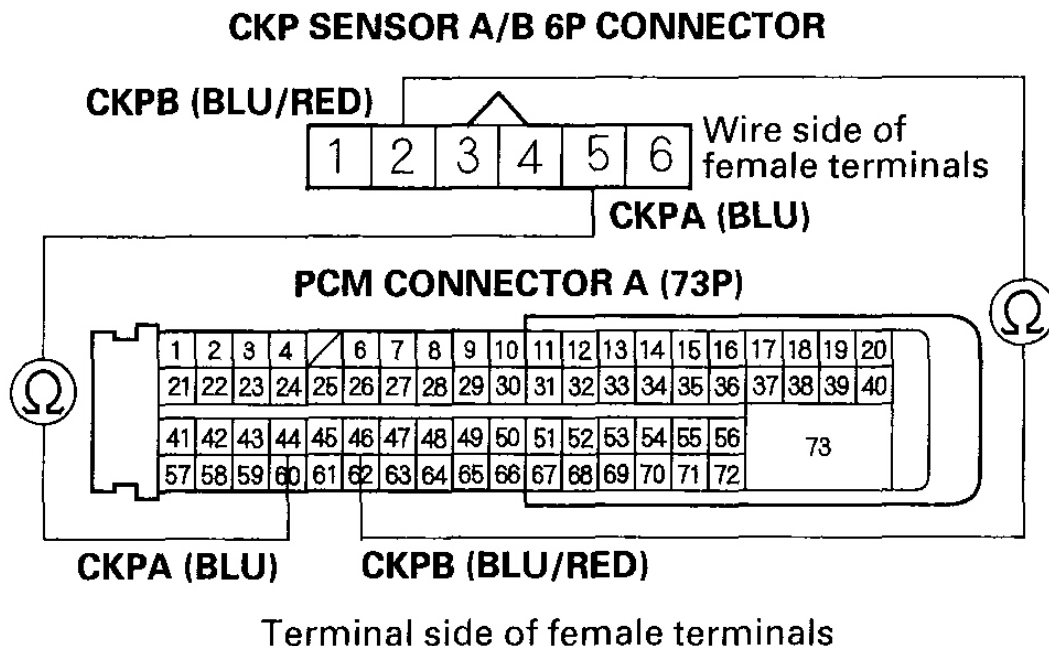 CKP SENSOR A/B 6P CONNECTOR
CKPB (BLU/RED)
1 2 3 4 5 6
Wire side of
female terminals
CKPA (BLU)
PCM CONNECTOR A (73P)
Ω
Ω
1 2 3 4 6 7 8 9 10 11 12 13 14 15 16 17 18 19 20
21 22 23 24 25 26 27 28 29 30 31 32 33 34 35 36 37 38 39 40
41 42 43 44 45 46 47 48 49 50 51 52 53 54 55 56
73
57 58 59 60 61 62 63 64 65 66 67 68 69 70 71 72
CKPA (BLU)
CKPB (BLU/RED)
Terminal side of female terminals